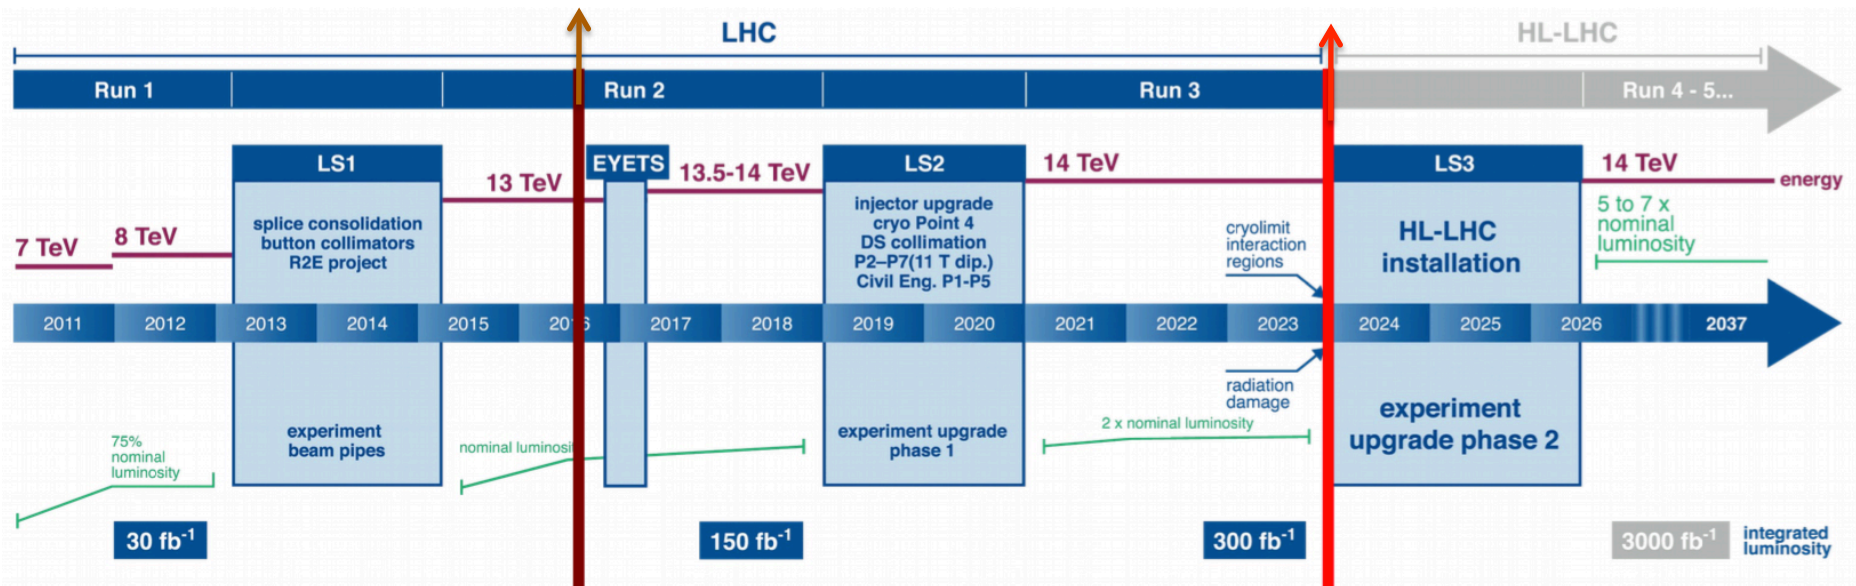 LHC
HL-LHC
Run 1
Run 2
Run 3
Run 4 - 5...
LS1
EYETS
LS2
LS3
7 TeV
8 TeV
13 TeV
13.5-14 TeV
14 TeV
14 TeV
energy
splice consolidation
button collimators
R2E project
injector upgrade
cryo Point 4
DS collimation
P2–P7(11 T dip.)
Civil Eng. P1-P5
cryolimit
interaction
regions
HL-LHC
installation
5 to 7 x
nominal
luminosity
2011
2012
2013
2014
2015
2016
2017
2018
2019
2020
2021
2022
2023
2024
2025
2026
2037
75%
nominal
luminosity
experiment
beam pipes
nominal luminosity
experiment upgrade
phase 1
2 x nominal luminosity
radiation
damage
experiment
upgrade phase 2
30 fb⁻¹
150 fb⁻¹
300 fb⁻¹
3000 fb⁻¹
integrated
luminosity